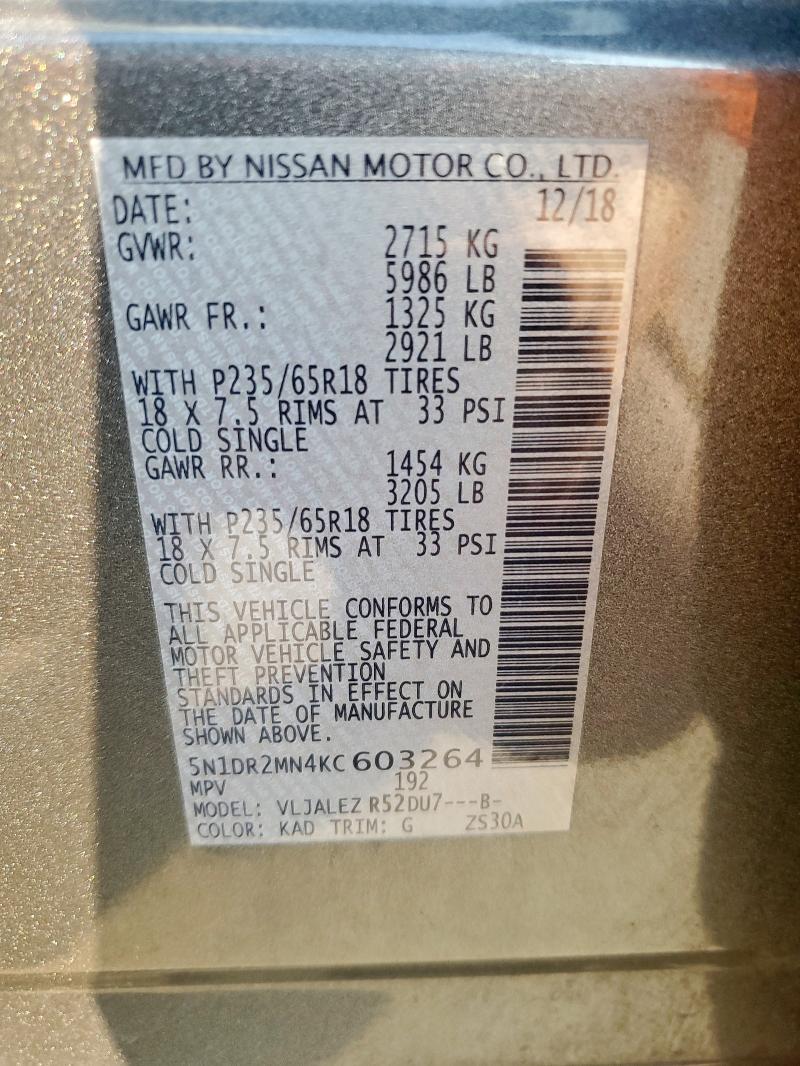 MFD BY NISSAN MOTOR CO., LTD.
DATE: 12/18
GVWR: 2715 KG
5986 LB
GAWR FR.: 1325 KG
2921 LB
WITH P235/65R18 TIRES
18 X 7.5 RIMS AT 33 PSI
COLD SINGLE
GAWR RR.: 1454 KG
3205 LB
WITH P235/65R18 TIRES
18 X 7.5 RIMS AT 33 PSI
COLD SINGLE
THIS VEHICLE CONFORMS TO
ALL APPLICABLE FEDERAL
MOTOR VEHICLE SAFETY AND
THEFT PREVENTION
STANDARDS IN EFFECT ON
THE DATE OF MANUFACTURE
SHOWN ABOVE.
5N1DR2MN4KC603264
MPV 192
MODEL: VLJALEZ R52DU7---B-
COLOR: KAD TRIM: G ZS30A